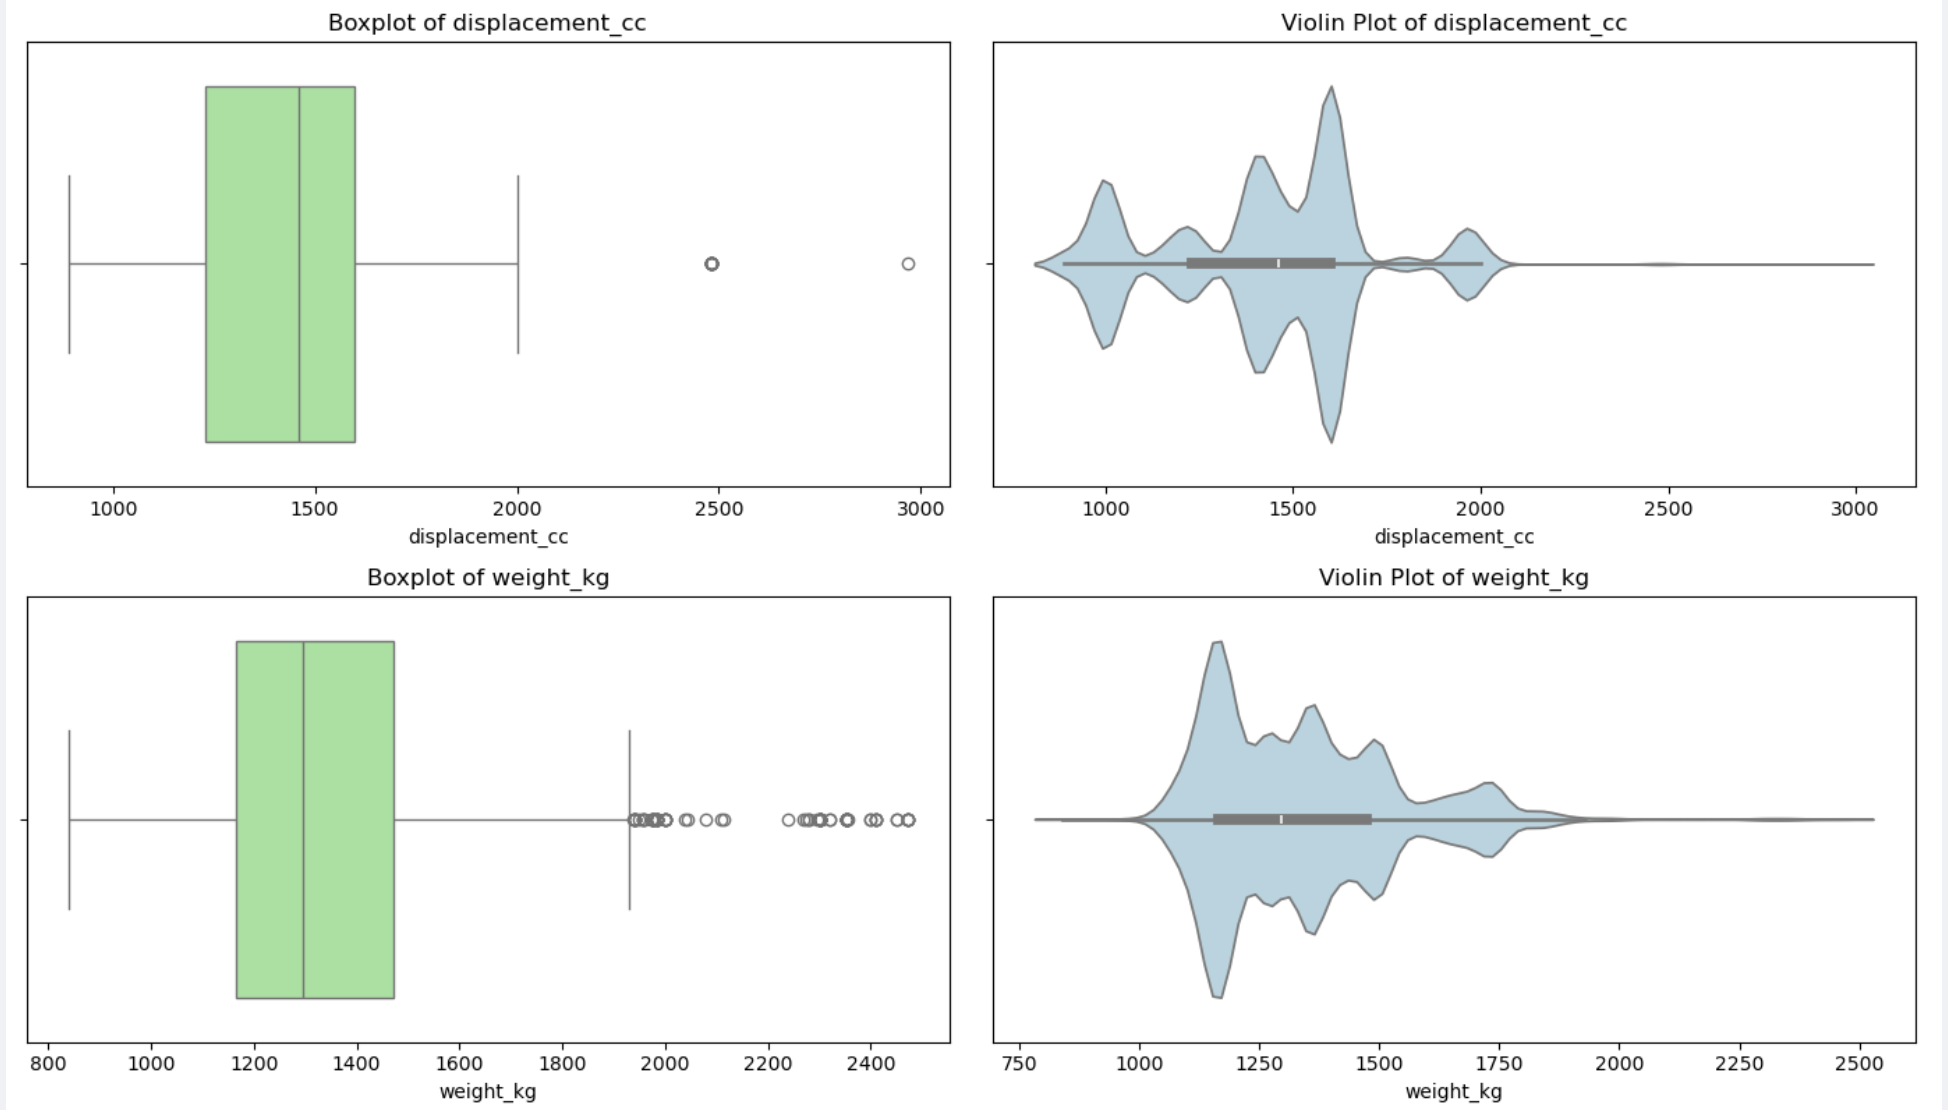 Boxplot of displacement_cc
1000 1500 2000 2500 3000
displacement_cc
Violin Plot of displacement_cc
1000 1500 2000 2500 3000
displacement_cc
Boxplot of weight_kg
800 1000 1200 1400 1600 1800 2000 2200 2400
weight_kg
Violin Plot of weight_kg
750 1000 1250 1500 1750 2000 2250 2500
weight_kg